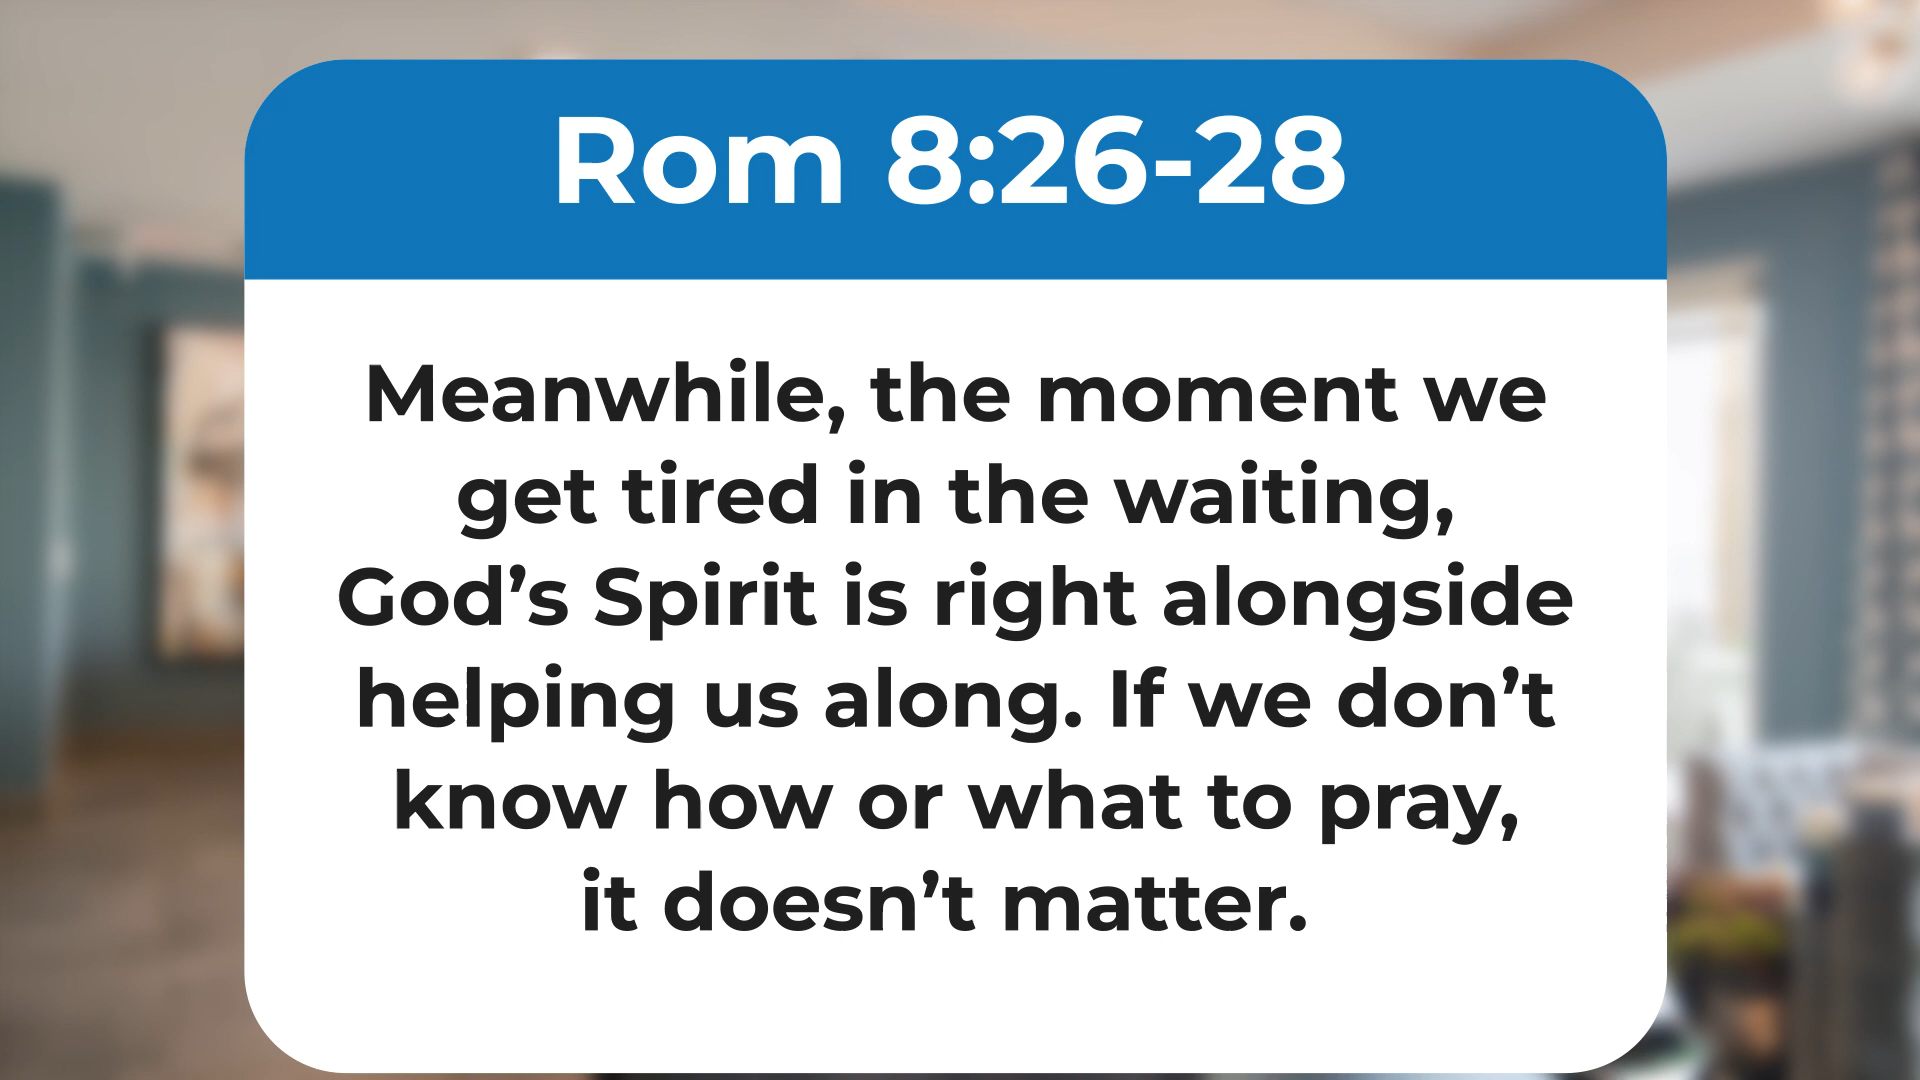 Rom 8:26-28
Meanwhile, the moment we
get tired in the waiting,
God’s Spirit is right alongside
helping us along. If we don’t
know how or what to pray,
it doesn’t matter.